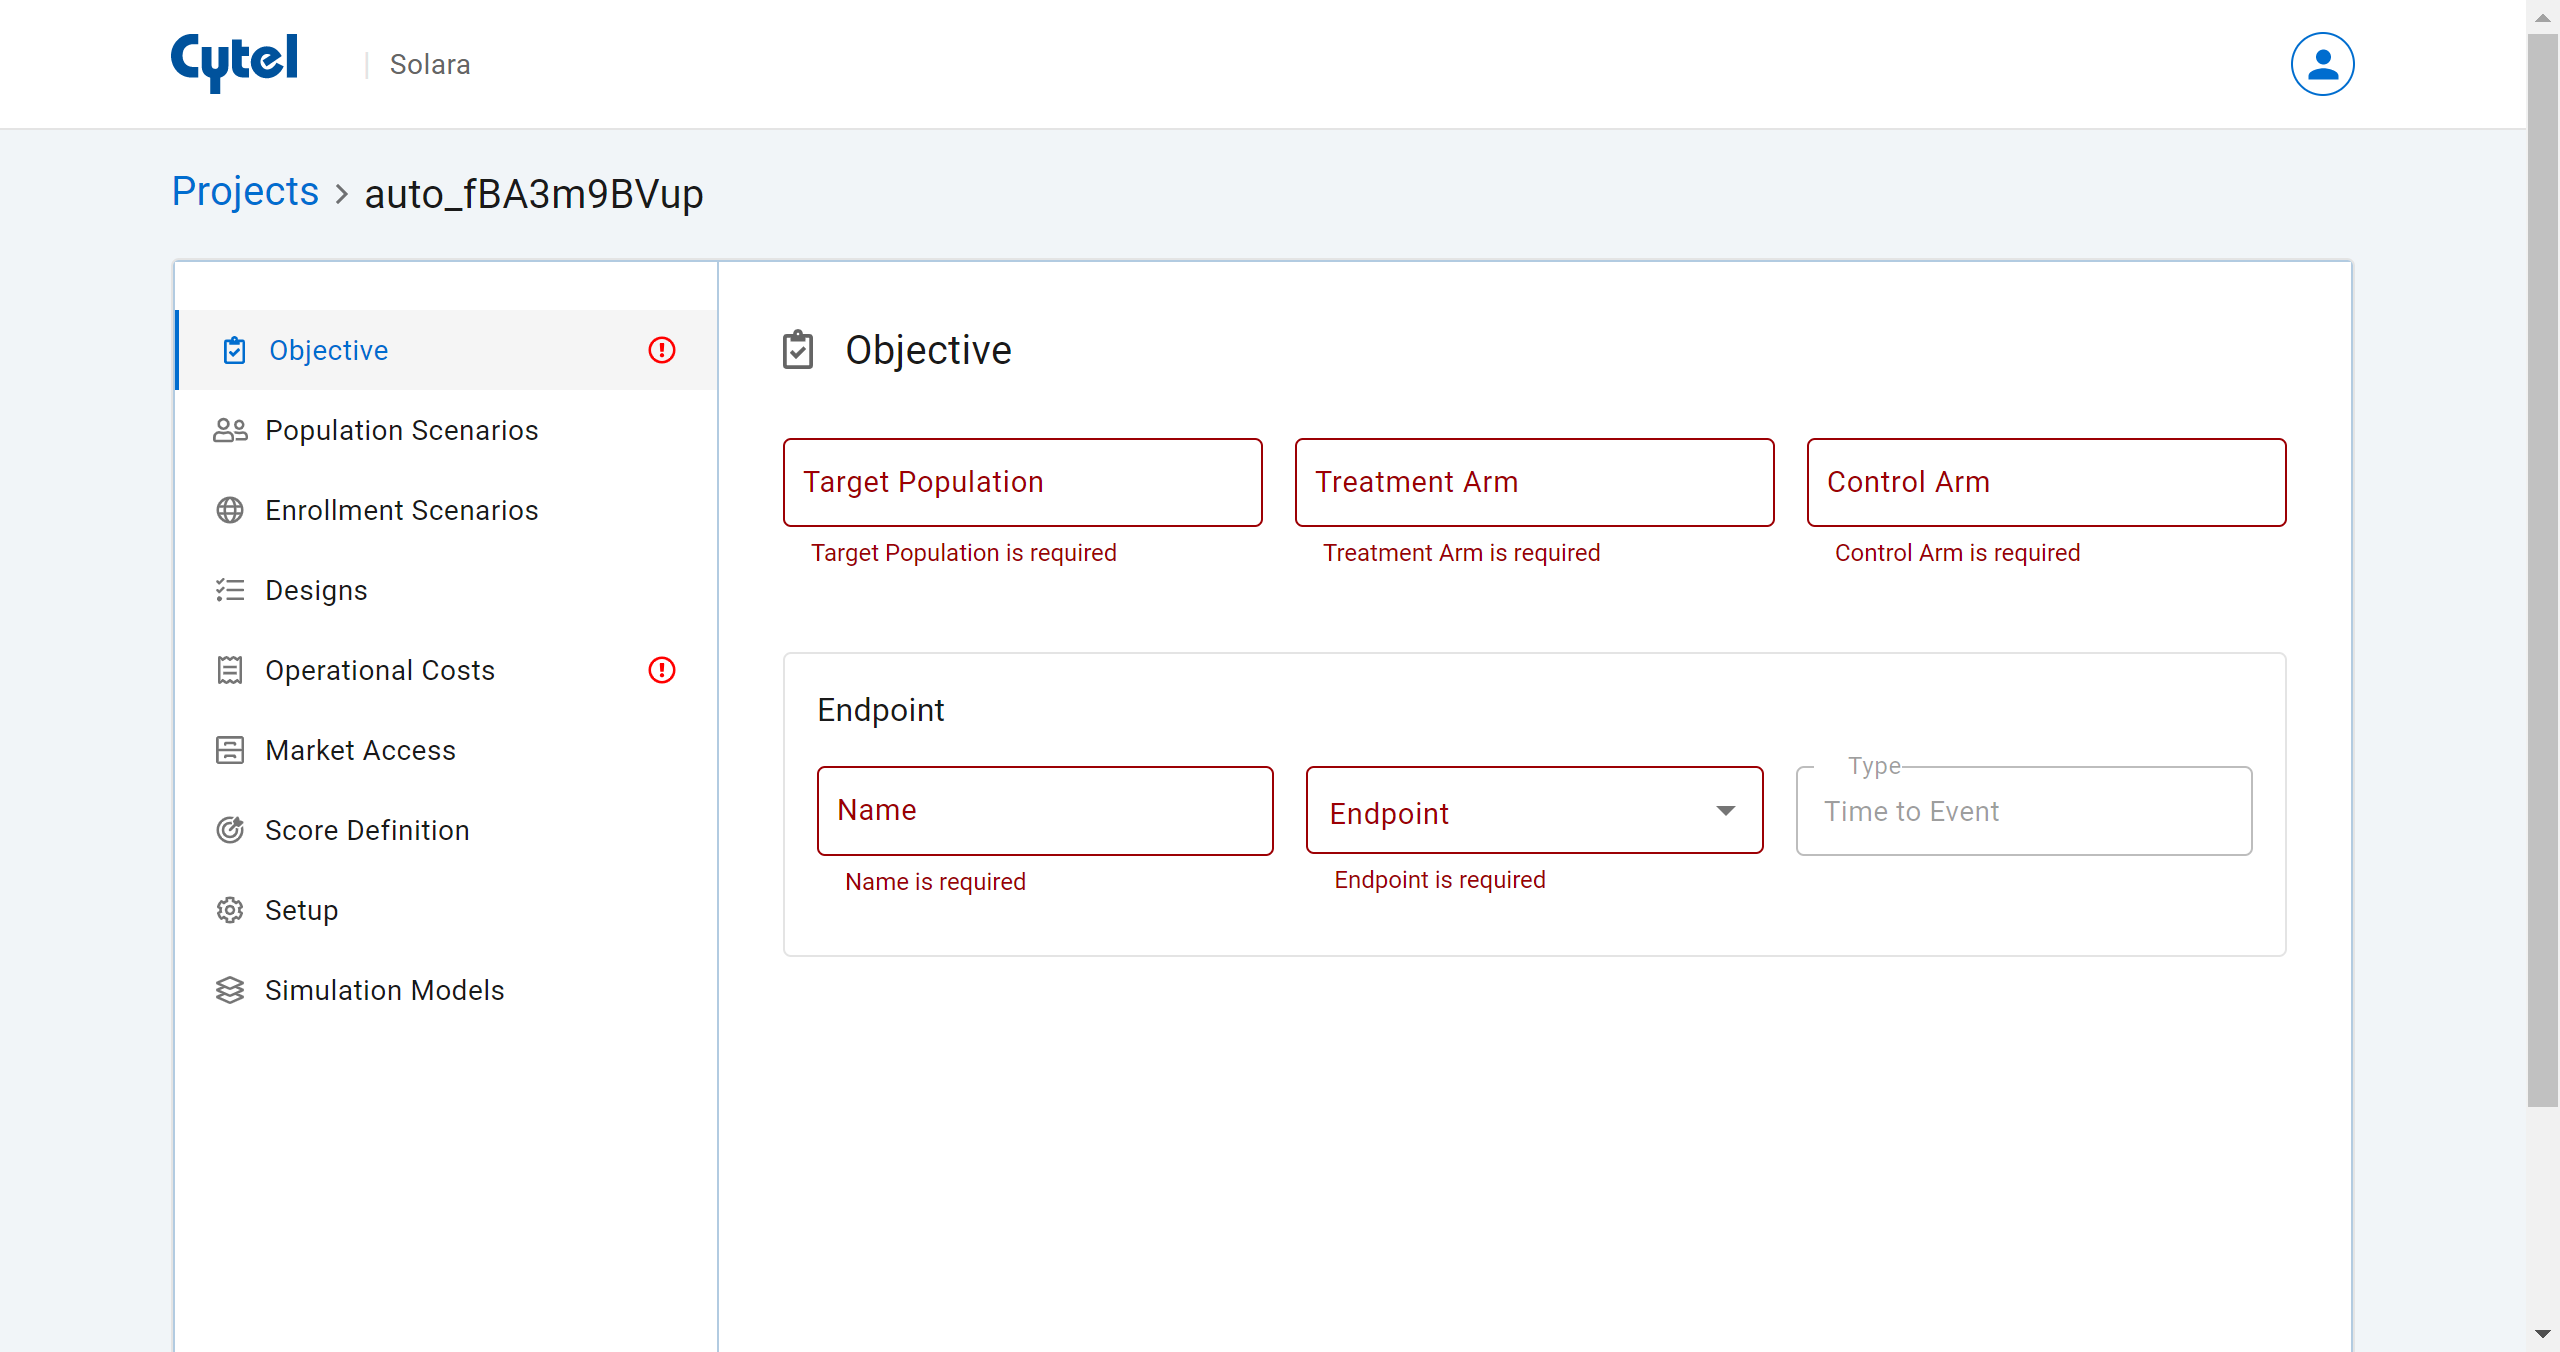 Cytel
| Solara
Projects > auto_fBA3m9BVup
Objective
Population Scenarios
Enrollment Scenarios
Designs
Operational Costs
Market Access
Score Definition
Setup
Simulation Models
Objective
Target Population
Treatment Arm
Control Arm
Target Population is required
Treatment Arm is required
Control Arm is required
Endpoint
Name
Endpoint
Type
Time to Event
Name is required
Endpoint is required